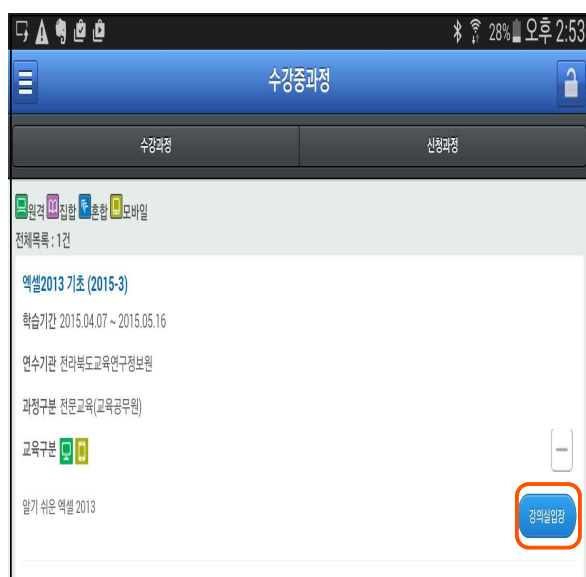 28% 오후 2:53
수강중과정
수강과정 신청과정
원격 집합 혼합 모바일
전체목록 : 1건
엑셀2013 기초 (2015-3)
학습기간 2015.04.07 ~ 2015.05.16
연수기관 전라북도교육연구정보원
과정구분 전문교육(교육공무원)
교육구분
알기 쉬운 엑셀 2013
강의실입장